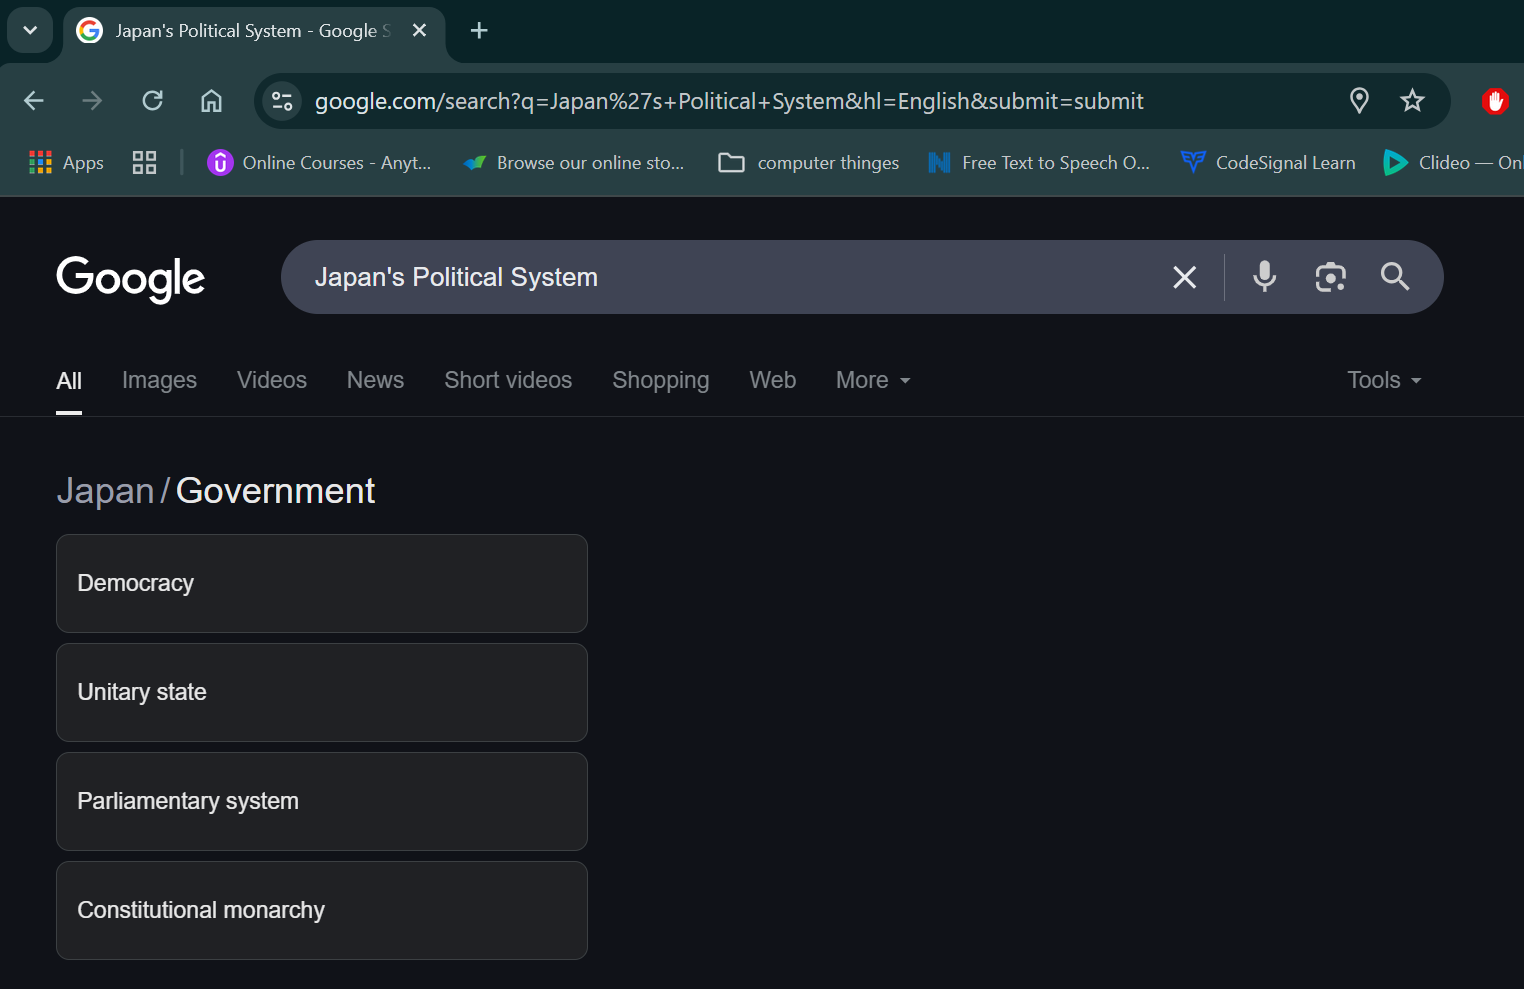 Japan's Political System - Google S
google.com/search?q=Japan%27s+Political+System&hl=English&submit=submit
Apps
Online Courses - Anyt...
Browse our online sto...
computer thinges
Free Text to Speech O...
CodeSignal Learn
Clideo — Onl
Google
Japan's Political System
All
Images
Videos
News
Short videos
Shopping
Web
More
Tools
Japan / Government
Democracy
Unitary state
Parliamentary system
Constitutional monarchy